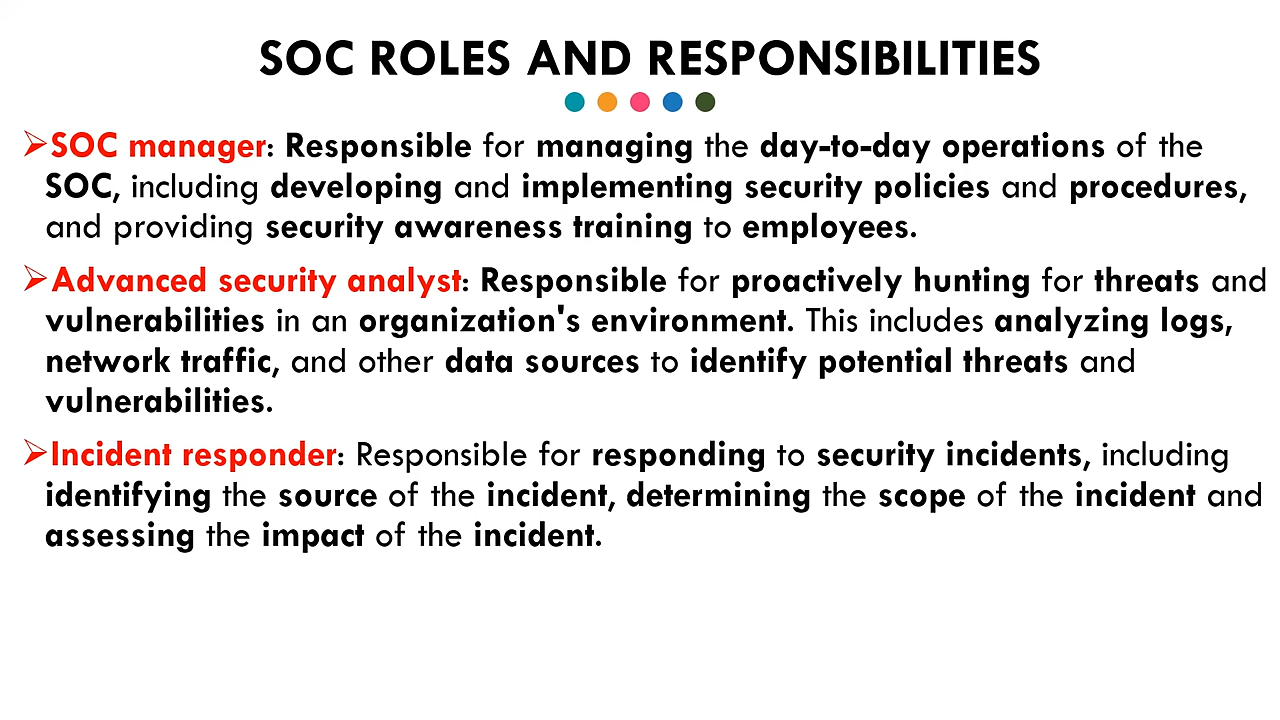 SOC ROLES AND RESPONSIBILITIES
➢SOC manager: Responsible for managing the day-to-day operations of the
SOC, including developing and implementing security policies and procedures,
and providing security awareness training to employees.
➢Advanced security analyst: Responsible for proactively hunting for threats and
vulnerabilities in an organization's environment. This includes analyzing logs,
network traffic, and other data sources to identify potential threats and
vulnerabilities.
➢Incident responder: Responsible for responding to security incidents, including
identifying the source of the incident, determining the scope of the incident and
assessing the impact of the incident.